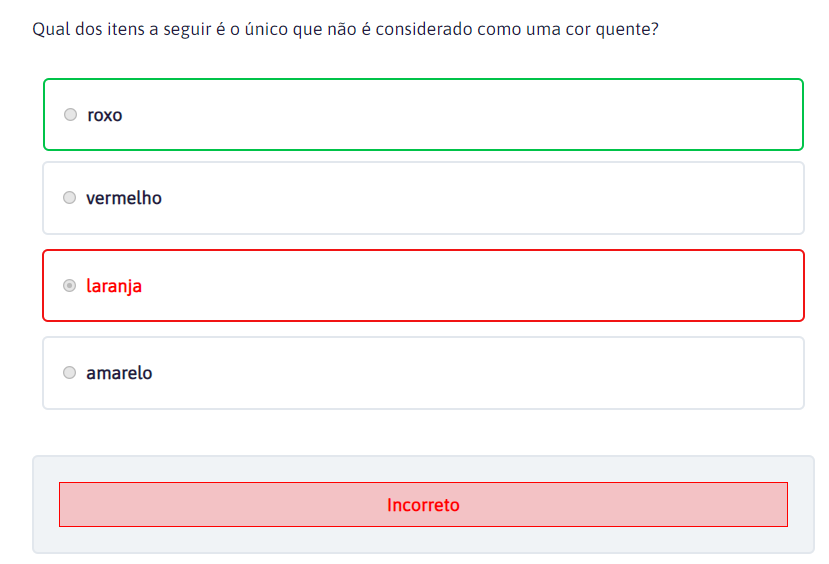 Qual dos itens a seguir é o único que não é considerado como uma cor quente?
roxo
vermelho
laranja
amarelo
Incorreto